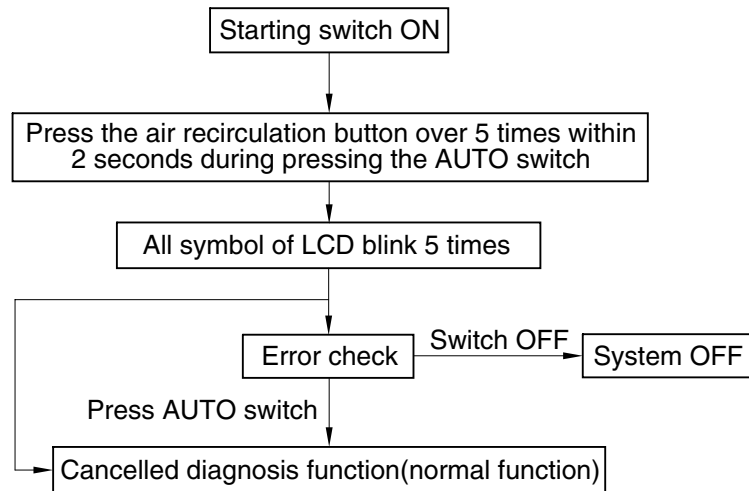 Starting switch ON
Press the air recirculation button over 5 times within
2 seconds during pressing the AUTO switch
All symbol of LCD blink 5 times
Error check
Switch OFF
System OFF
Press AUTO switch
Cancelled diagnosis function(normal function)